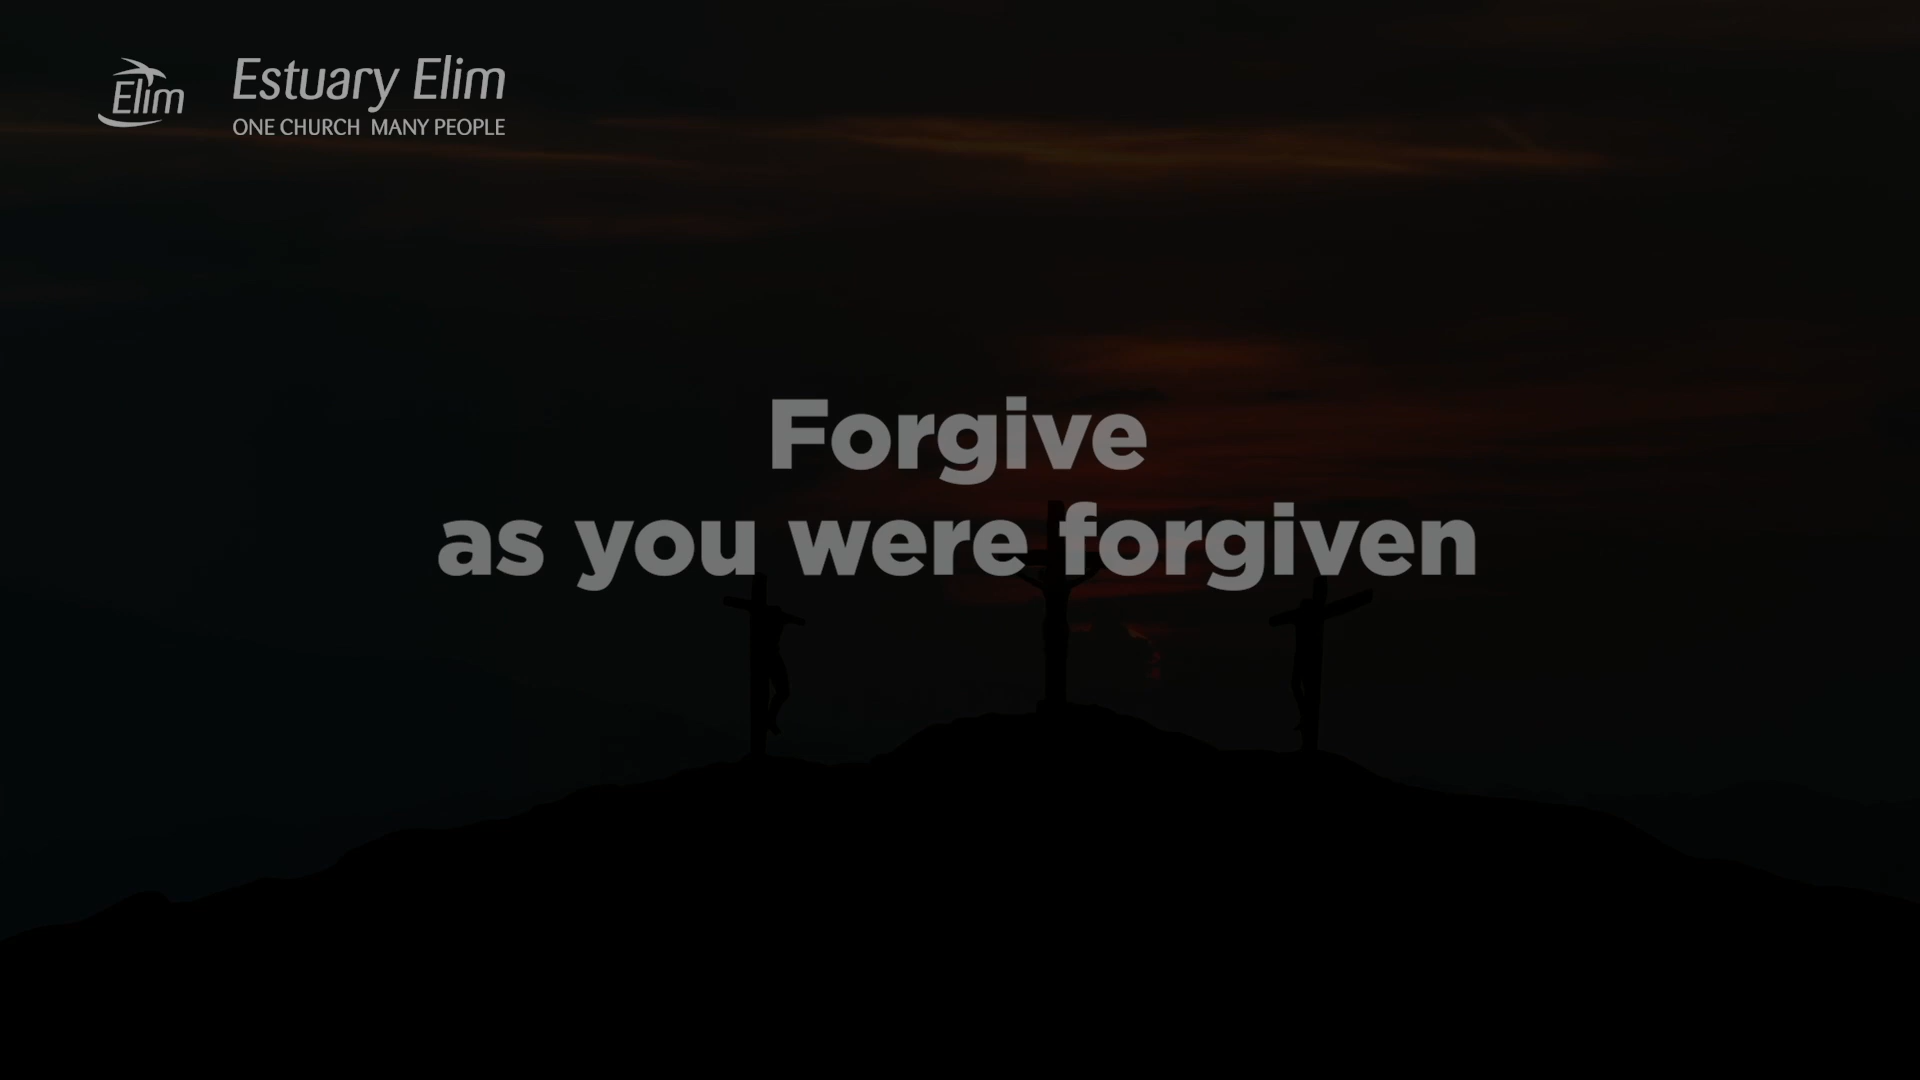 Elim
Estuary Elim
ONE CHURCH MANY PEOPLE
Forgive
as you were forgiven